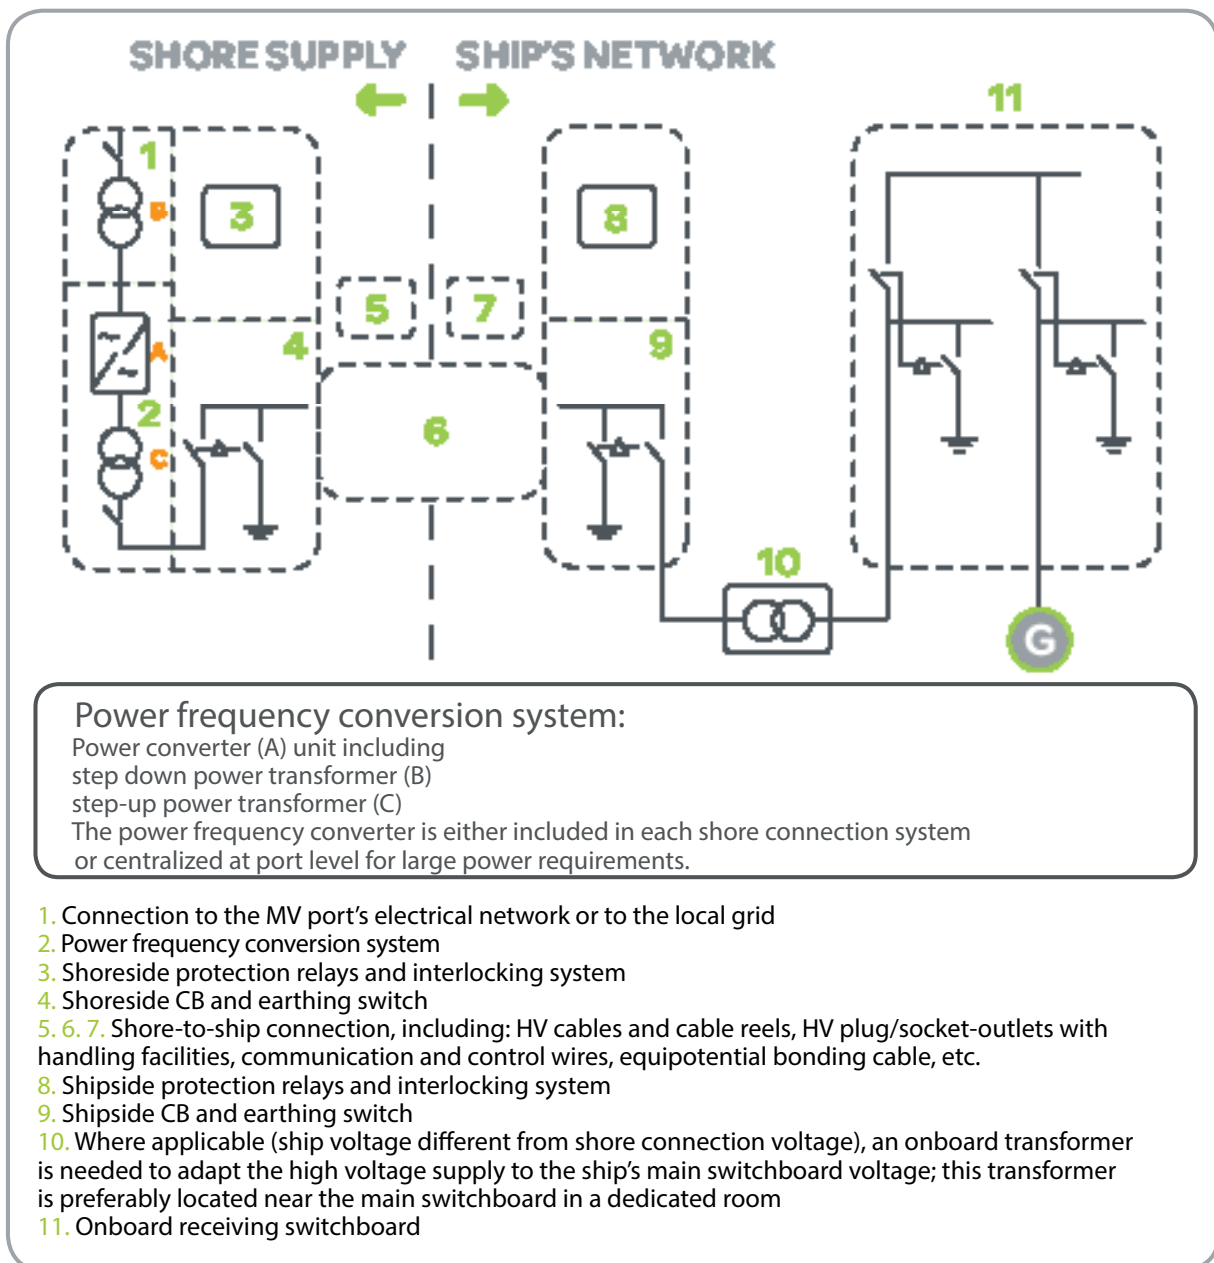 SHORE SUPPLY
SHIP'S NETWORK
11
1
B
3
8
5
7
A
4
9
2
6
C
10
G
Power frequency conversion system:
Power converter (A) unit including
step down power transformer (B)
step-up power transformer (C)
The power frequency converter is either included in each shore connection system
or centralized at port level for large power requirements.
1. Connection to the MV port’s electrical network or to the local grid
2. Power frequency conversion system
3. Shoreside protection relays and interlocking system
4. Shoreside CB and earthing switch
5. 6. 7. Shore-to-ship connection, including: HV cables and cable reels, HV plug/socket-outlets with
handling facilities, communication and control wires, equipotential bonding cable, etc.
8. Shipside protection relays and interlocking system
9. Shipside CB and earthing switch
10. Where applicable (ship voltage different from shore connection voltage), an onboard transformer
is needed to adapt the high voltage supply to the ship’s main switchboard voltage; this transformer
is preferably located near the main switchboard in a dedicated room
11. Onboard receiving switchboard